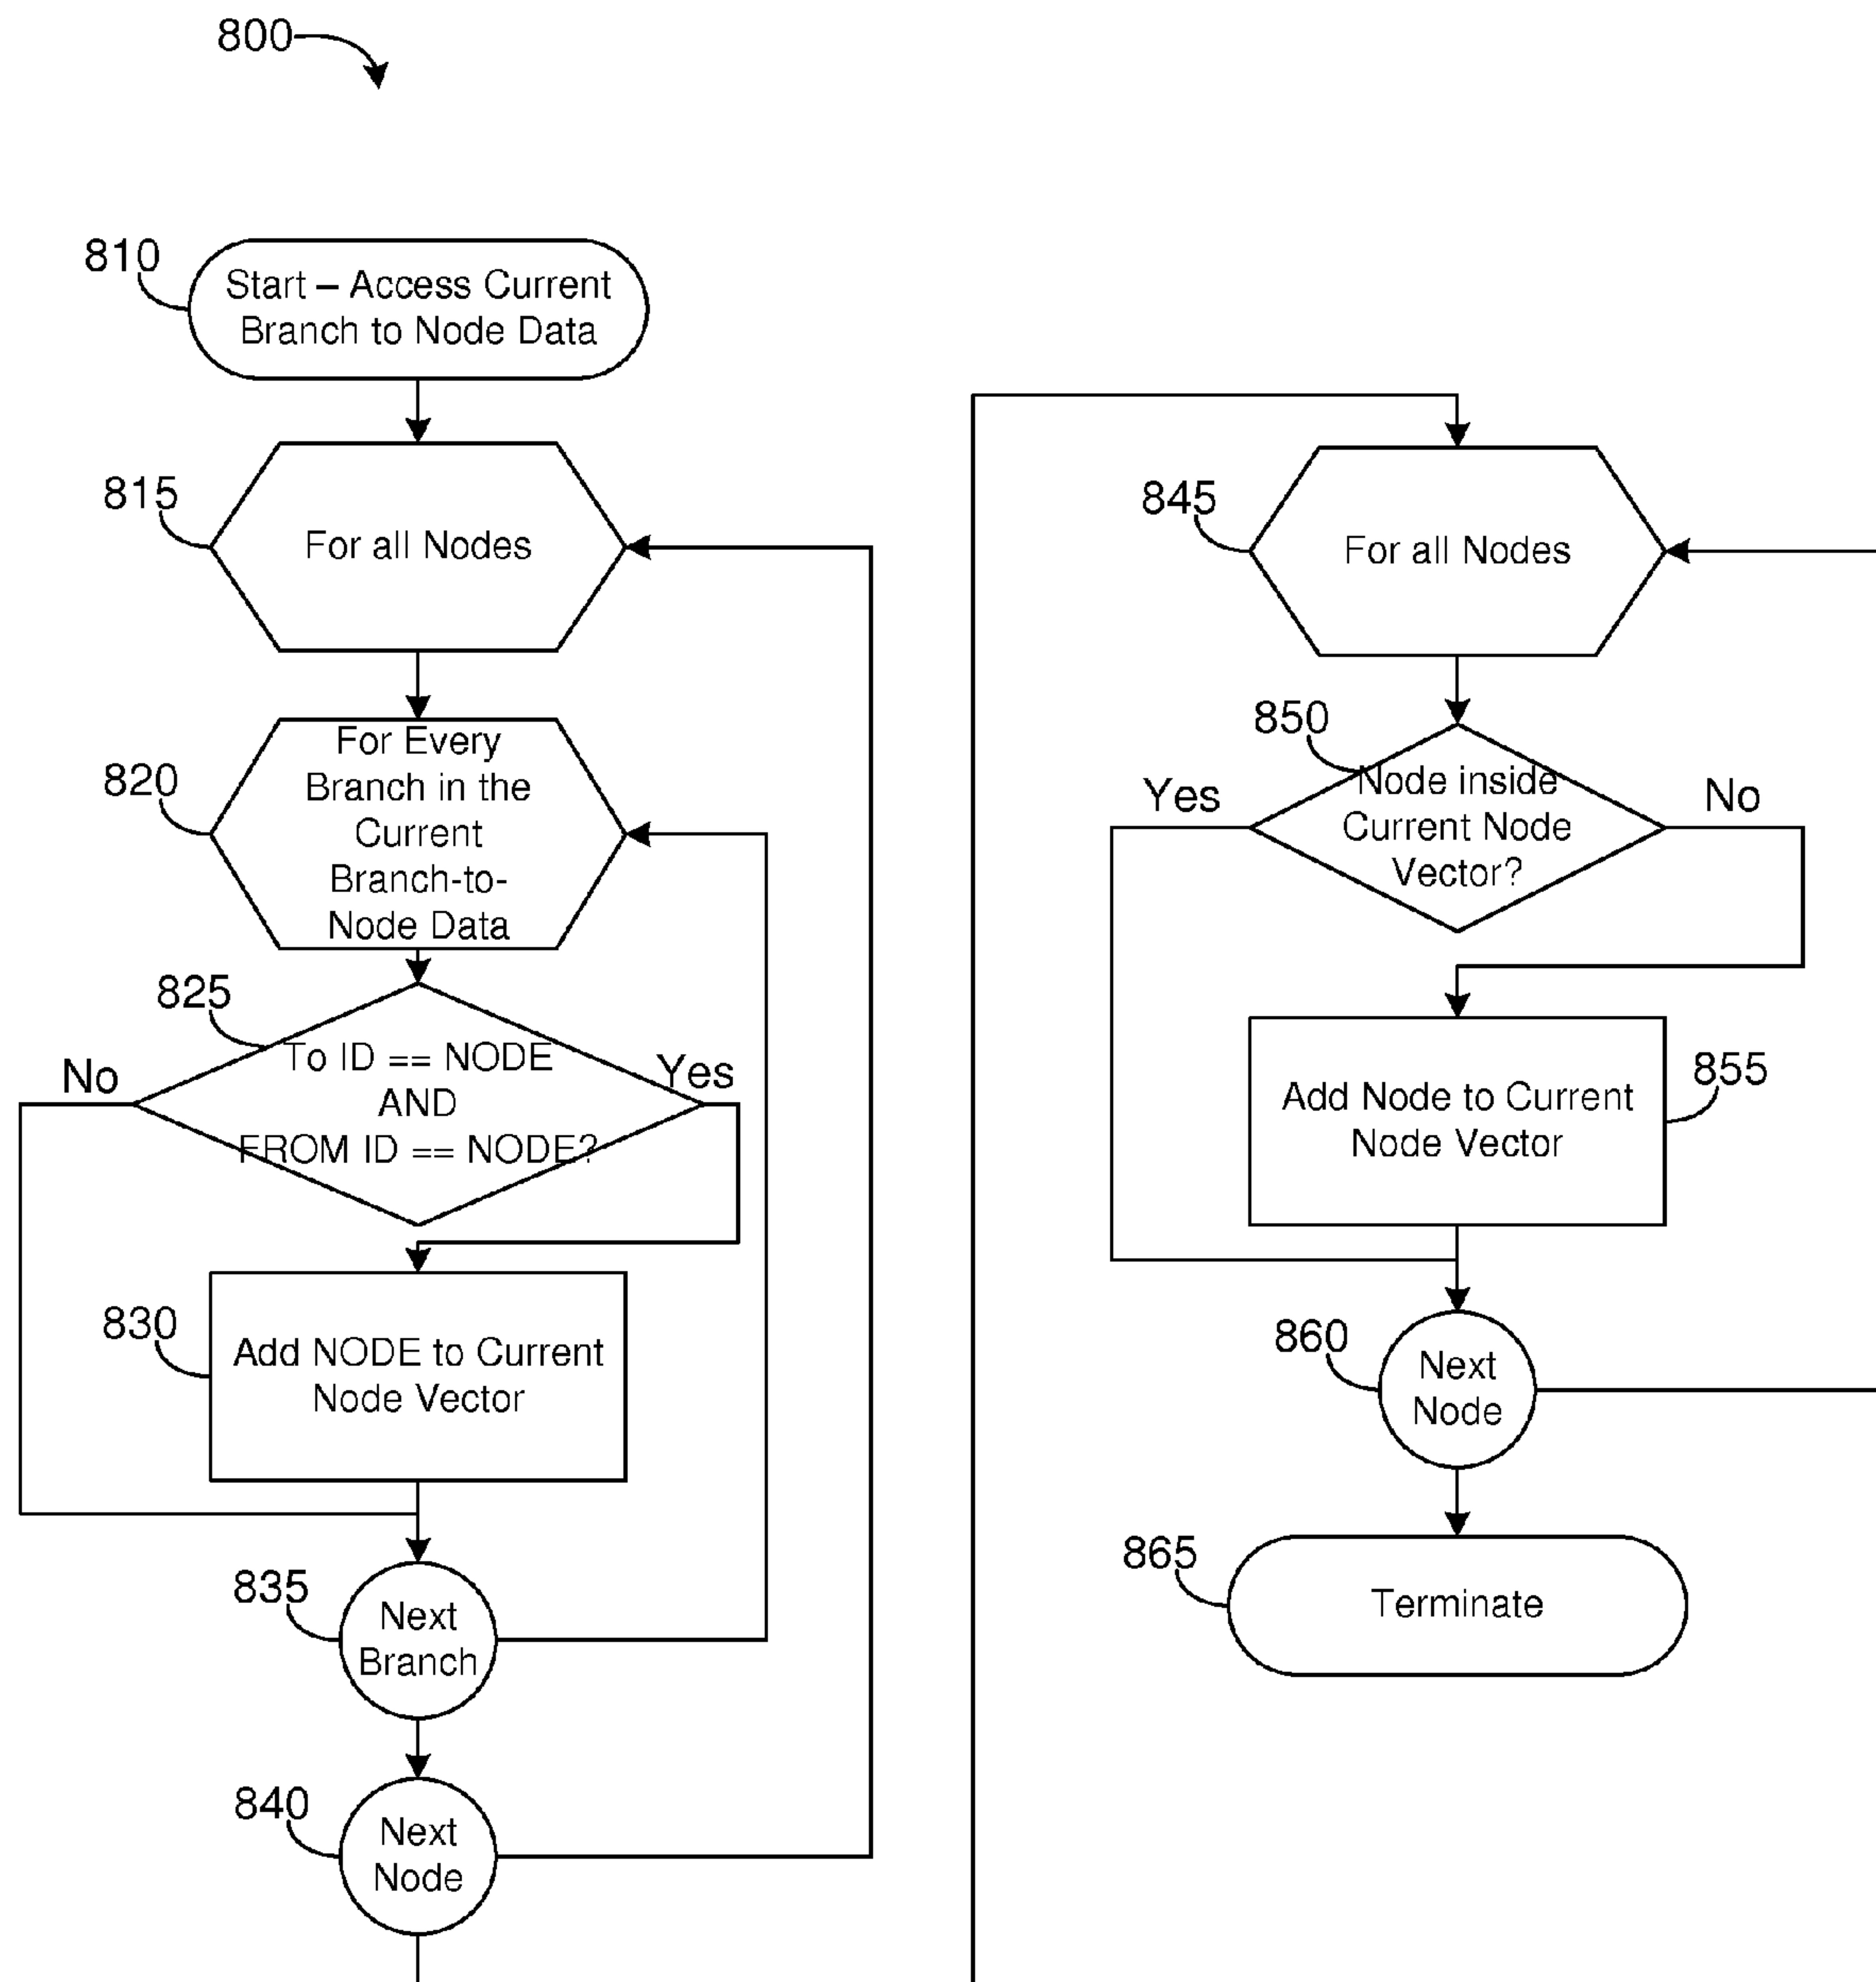 800
810
Start – Access Current
Branch to Node Data
815
For all Nodes
820
For Every
Branch in the
Current
Branch-to-
Node Data
825
To ID == NODE
AND
FROM ID == NODE?
No
Yes
830
Add NODE to Current
Node Vector
835
Next
Branch
840
Next
Node
845
For all Nodes
850
Node inside
Current Node
Vector?
Yes
No
855
Add Node to Current
Node Vector
860
Next
Node
865
Terminate